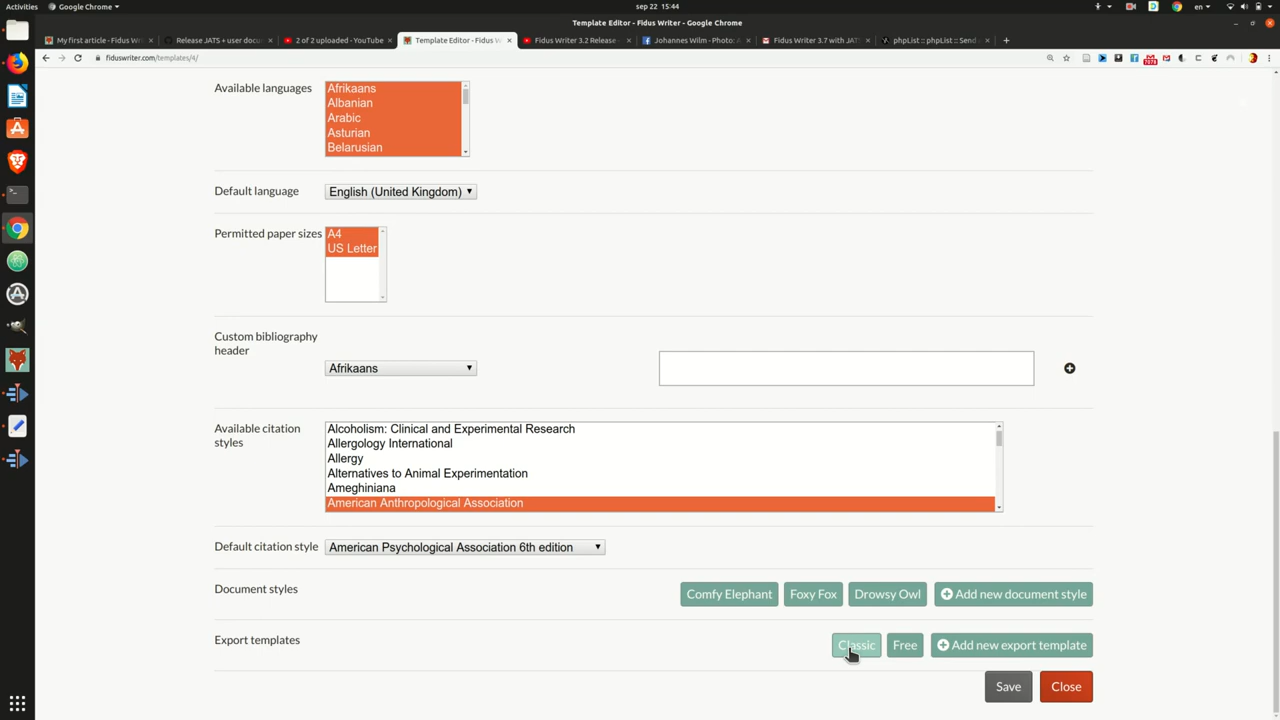 Activities
Google Chrome
sep 22 15:44
en
Template Editor - Fidus Writer - Google Chrome
My first article - Fidus Wri
Release JATS + user docu
2 of 2 uploaded - YouTube
Template Editor - Fidus W
Fidus Writer 3.2 Release -
Johannes Wilm - Photo: A
Fidus Writer 3.7 with JAT
phpList :: phpList :: Send
fiduswriter.com/templates/4/
Available languages
Afrikaans
Albanian
Arabic
Asturian
Belarusian
Default language
English (United Kingdom)
Permitted paper sizes
A4
US Letter
Custom bibliography
header
Afrikaans
Available citation
styles
Alcoholism: Clinical and Experimental Research
Allergology International
Allergy
Alternatives to Animal Experimentation
Ameghiniana
American Anthropological Association
Default citation style
American Psychological Association 6th edition
Document styles
Comfy Elephant
Foxy Fox
Drowsy Owl
Add new document style
Export templates
Classic
Free
Add new export template
Save
Close